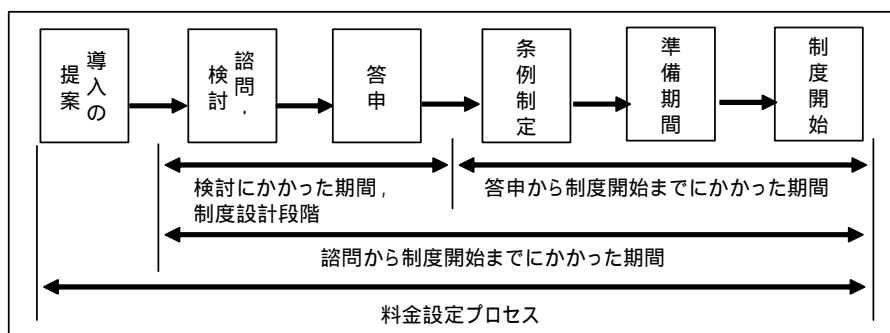 導入の
提案
諮問,
検討
答申
条例制定
準備期間
制度開始
検討にかかった期間,
制度設計段階
答申から制度開始までにかかった期間
諮問から制度開始までにかかった期間
料金設定プロセス